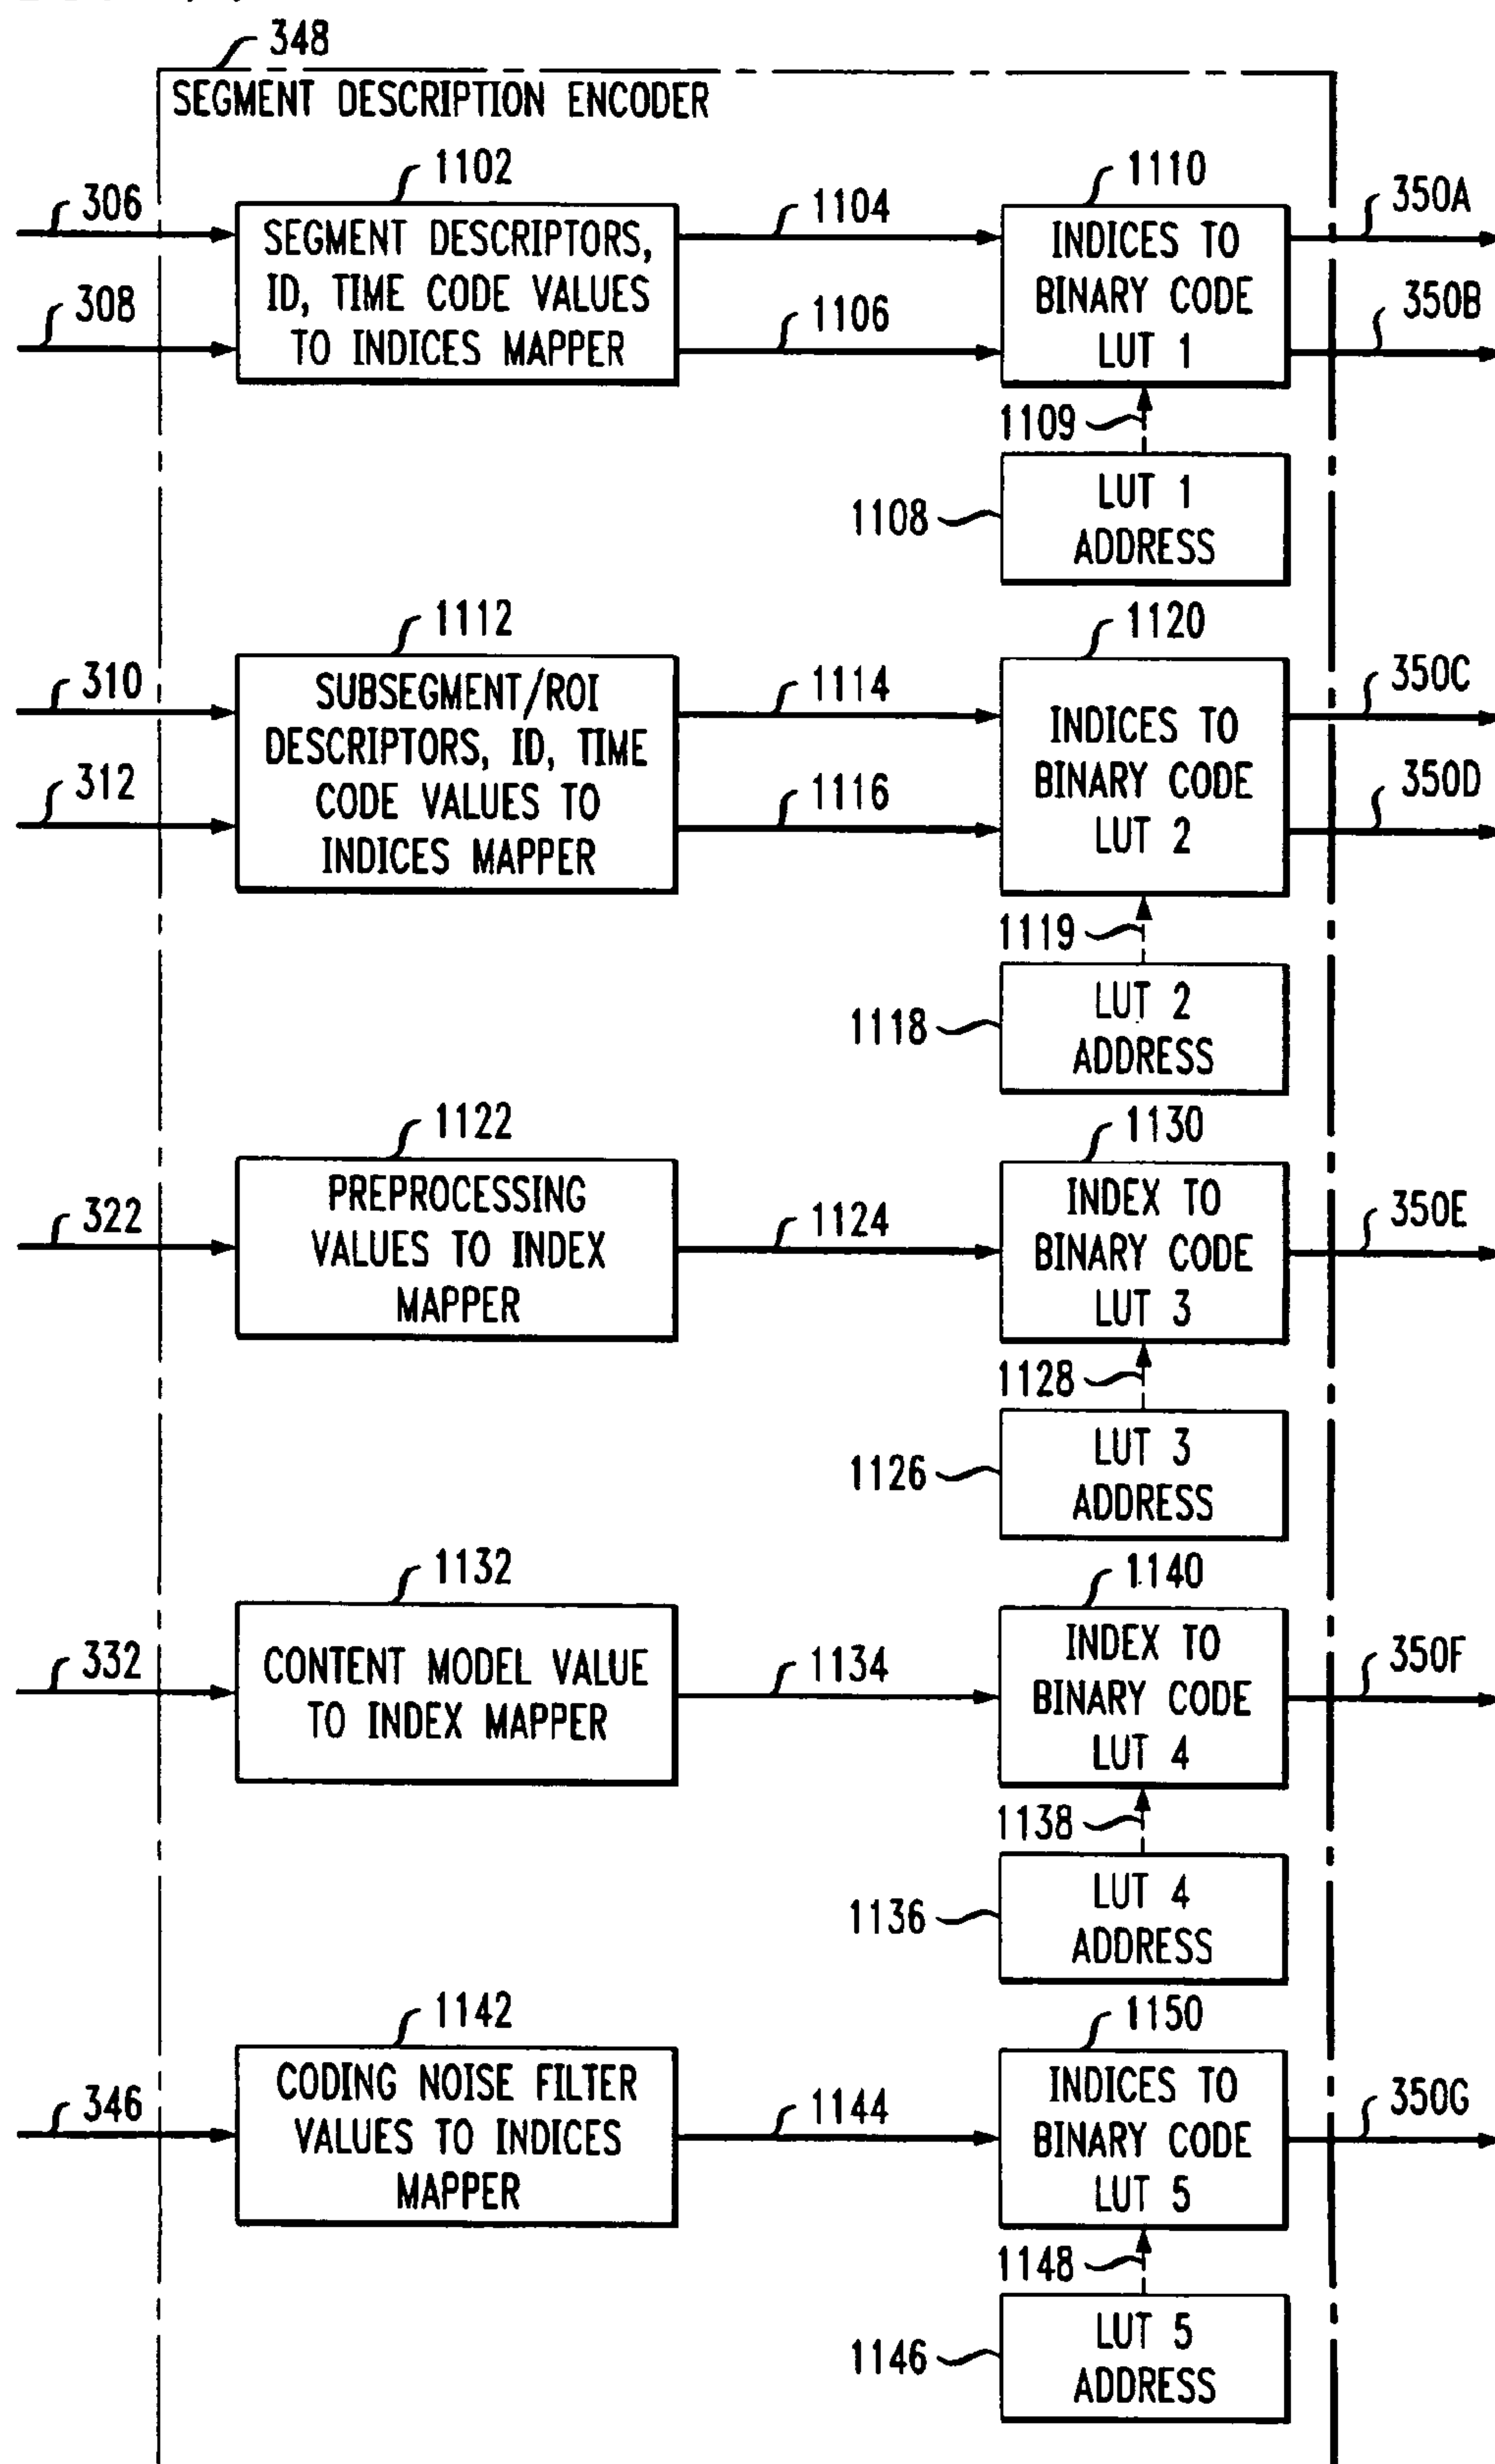 348
SEGMENT DESCRIPTION ENCODER
306
308
1102
SEGMENT DESCRIPTORS,
ID, TIME CODE VALUES
TO INDICES MAPPER
1104
1106
1110
INDICES TO
BINARY CODE
LUT 1
350A
350B
1109
1108
LUT 1
ADDRESS
310
312
1112
SUBSEGMENT/ROI
DESCRIPTORS, ID, TIME
CODE VALUES TO
INDICES MAPPER
1114
1116
1120
INDICES TO
BINARY CODE
LUT 2
350C
350D
1119
1118
LUT 2
ADDRESS
322
1122
PREPROCESSING
VALUES TO INDEX
MAPPER
1124
1130
INDEX TO
BINARY CODE
LUT 3
350E
1128
1126
LUT 3
ADDRESS
332
1132
CONTENT MODEL VALUE
TO INDEX MAPPER
1134
1140
INDEX TO
BINARY CODE
LUT 4
350F
1138
1136
LUT 4
ADDRESS
346
1142
CODING NOISE FILTER
VALUES TO INDICES
MAPPER
1144
1150
INDICES TO
BINARY CODE
LUT 5
350G
1148
1146
LUT 5
ADDRESS